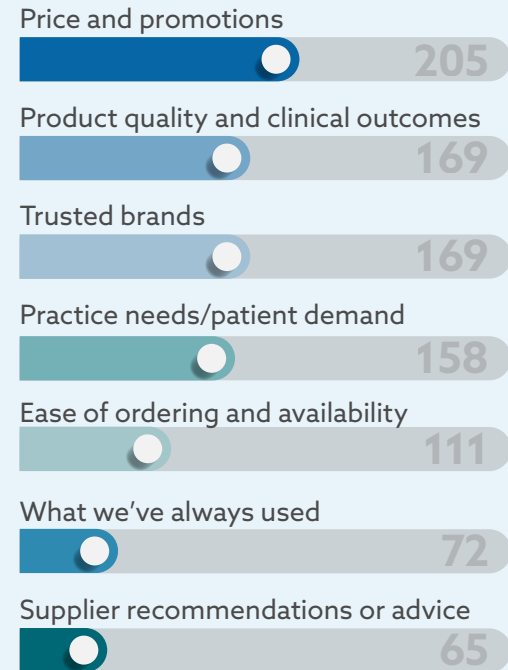 Price and promotions
205
Product quality and clinical outcomes
169
Trusted brands
169
Practice needs/patient demand
158
Ease of ordering and availability
111
What we’ve always used
72
Supplier recommendations or advice
65